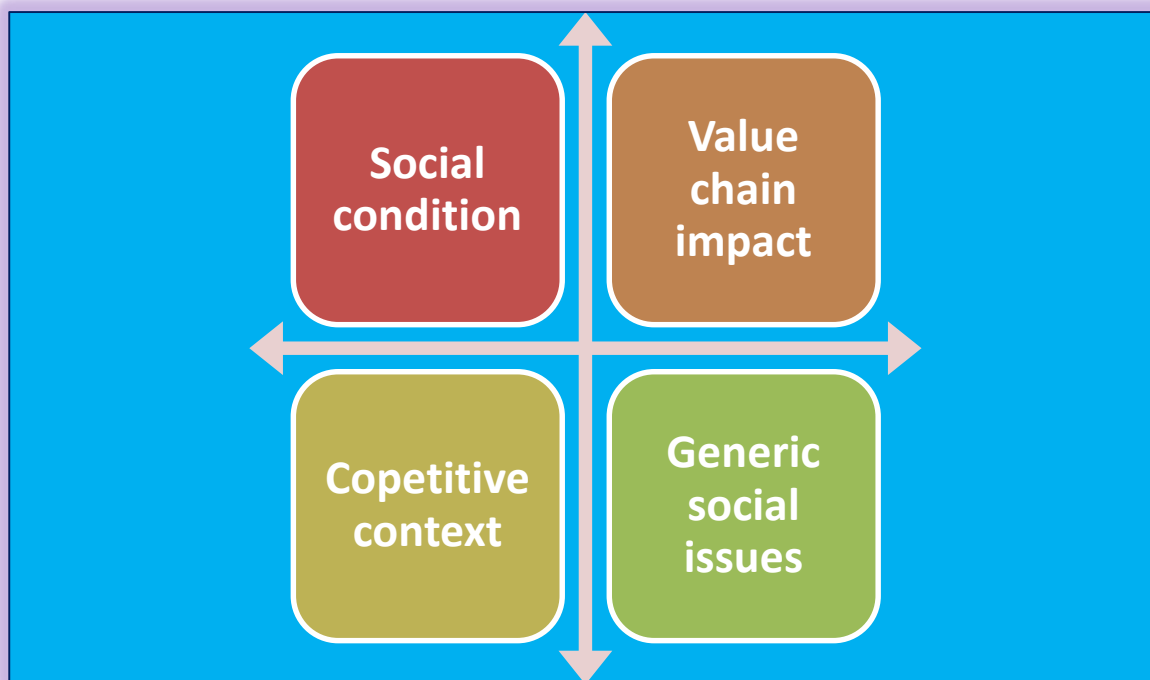 Social
condition
Value
chain
impact
Copetitive
context
Generic
social
issues